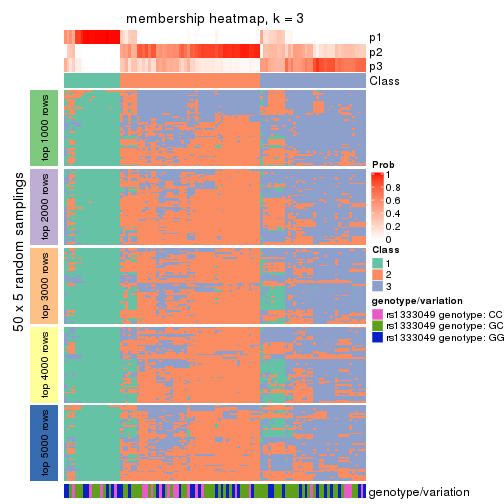 membership heatmap, k = 3
p1
p2
p3
Class
50 x 5 random samplings
top 1000 rows
top 2000 rows
top 3000 rows
top 4000 rows
top 5000 rows
Prob
1
0.8
0.6
0.4
0.2
0
Class
1
2
3
genotype/variation
rs1333049 genotype: CC
rs1333049 genotype: GC
rs1333049 genotype: GG
genotype/variation